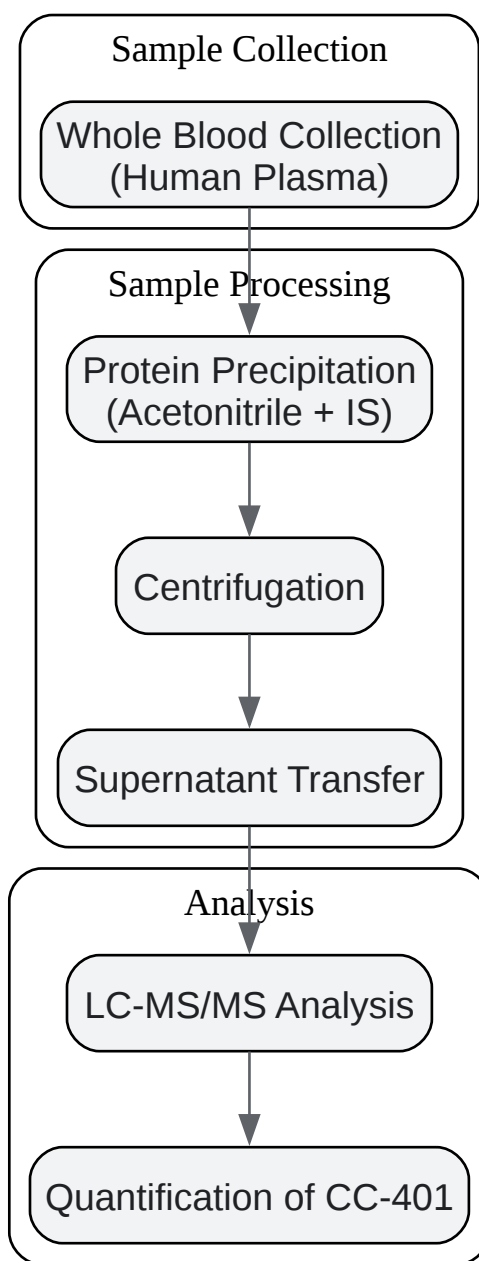 Sample Collection
Whole Blood Collection
(Human Plasma)
Sample Processing
Protein Precipitation
(Acetonitrile + IS)
Centrifugation
Supernatant Transfer
Analysis
LC-MS/MS Analysis
Quantification of CC-401